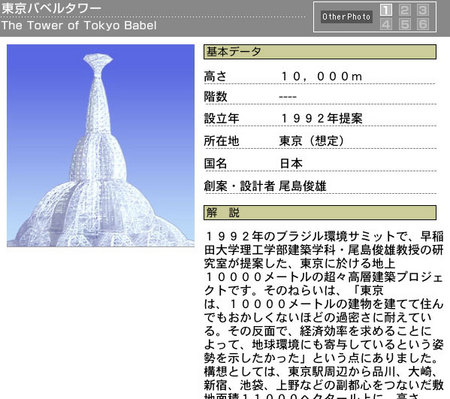 東京バベルタワー
The Tower of Tokyo Babel
Other Photo 1 2 3
4 5 6
基本データ
高さ １０，０００ｍ
階数 ----
設立年 １９９２年提案
所在地 東京（想定）
国名 日本
創案・設計者 尾島俊雄
解　説
１９９２年のブラジル環境サミットで、早稲
田大学理工学部建築学科・尾島俊雄教授の研
究室が提案した、東京に於ける地上
１００００メートルの超々高層建築プロジェ
クトです。そのねらいは、「東京
は、１００００メートルの建物を建てて住ん
でもおかしくないほどの過密さに耐えてい
る。その反面で、経済効率を求めることに
よって、地球環境にも寄与しているという姿
勢を示したかった」という点にありました。
構想としては、東京駅周辺から品川、大崎、
新宿、池袋、上野などの副都心をつないだ敷
地面積１１０００ヘクタール上に、高さ